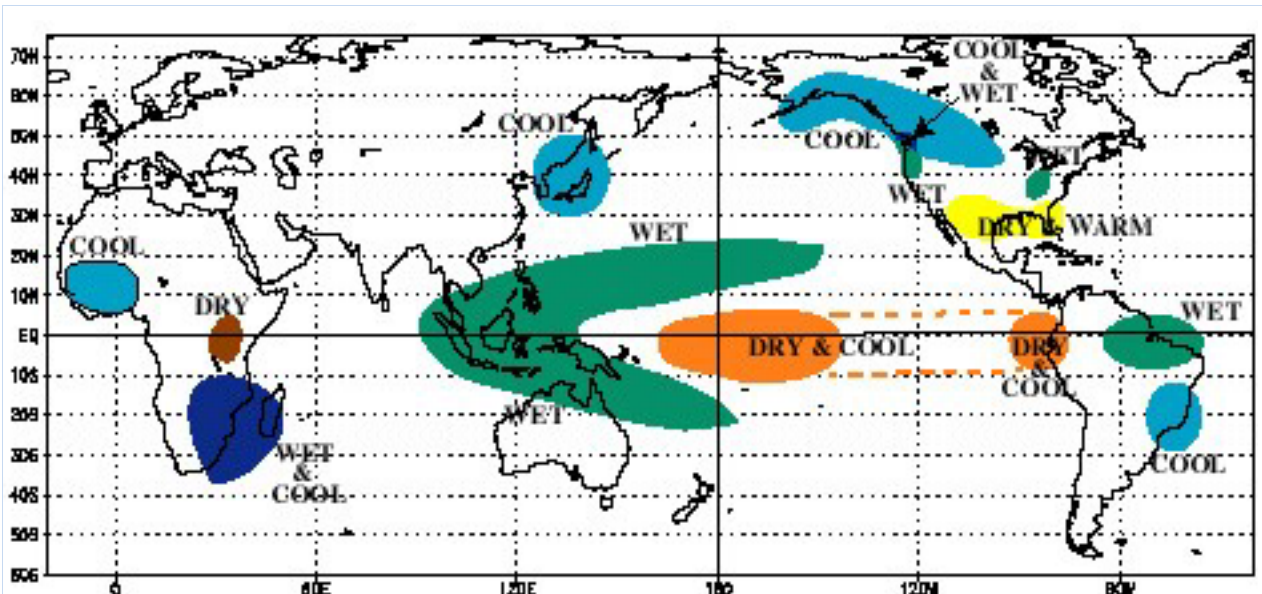 COOL
&
WET
70N
60N
COOL
COOL
50N
WET
40N
WET
30N
DRY & WARM
WET
COOL
20N
10N
DRY
WET
EQ
DRY & COOL
DRY
&
COOL
10S
WET
20S
WET
&
COOL
COOL
30S
40S
50S
60S
0
60E
120E
180
120W
60W